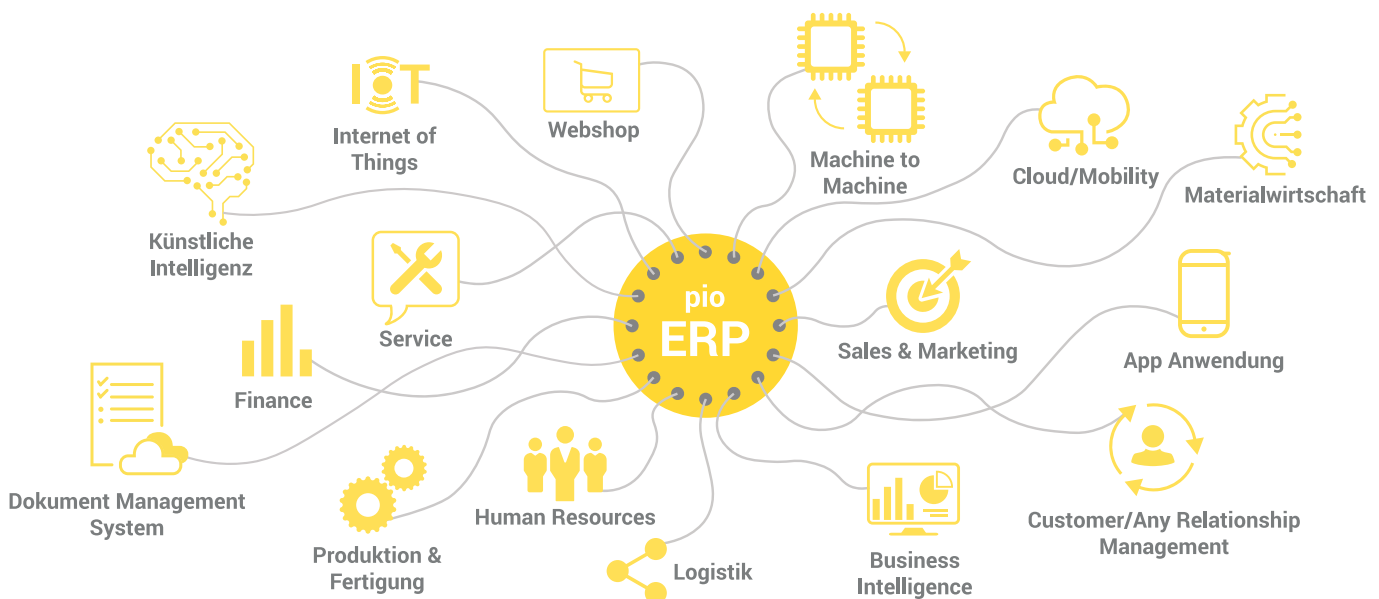 IOT
Internet of
Things
Webshop
Machine to
Machine
Cloud/Mobility
Materialwirtschaft
Künstliche
Intelligenz
Service
pio
ERP
Sales & Marketing
App Anwendung
Finance
Dokument Management
System
Produktion &
Fertigung
Human Resources
Logistik
Business
Intelligence
Customer/Any Relationship
Management